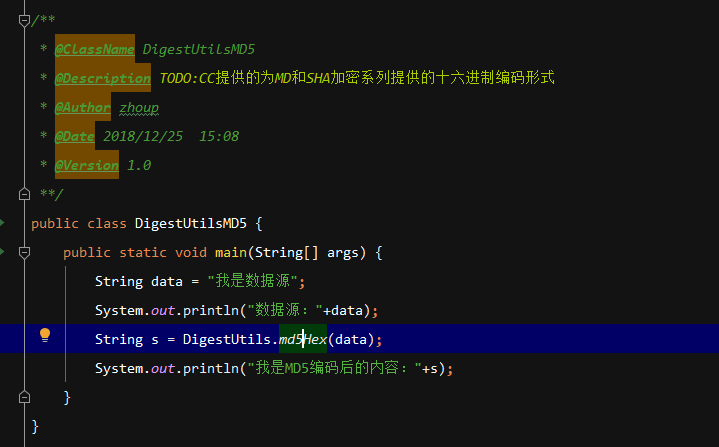 /**
* @ClassName DigestUtilsMD5
* @Description TODO:CC提供的为MD和SHA加密系列提供的十六进制编码形式
* @Author zhoup
* @Date 2018/12/25  15:08
* @Version 1.0
**/
public class DigestUtilsMD5 {
public static void main(String[] args) {
String data = "我是数据源";
System.out.println("数据源："+data);
String s = DigestUtils.md5Hex(data);
System.out.println("我是MD5编码后的内容："+s);
}
}